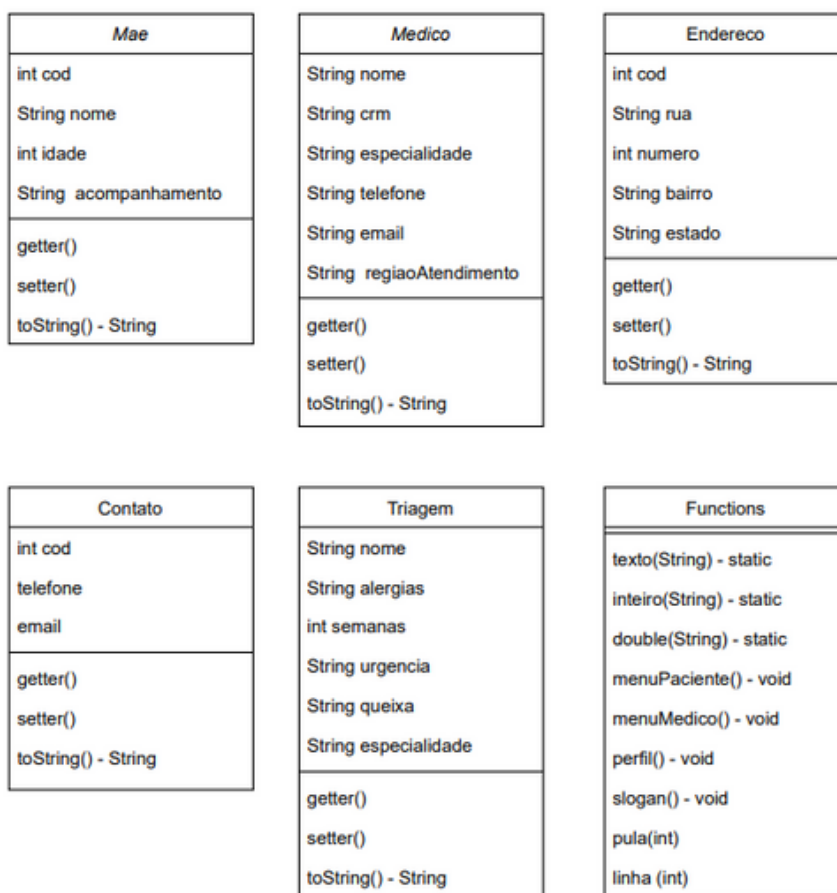 Mae
int cod
String nome
int idade
String acompanhamento
getter()
setter()
toString() - String
Medico
String nome
String crm
String especialidade
String telefone
String email
String regiaoAtendimento
getter()
setter()
toString() - String
Endereco
int cod
String rua
int numero
String bairro
String estado
getter()
setter()
toString() - String
Contato
int cod
telefone
email
getter()
setter()
toString() - String
Triagem
String nome
String alergias
int semanas
String urgencia
String queixa
String especialidade
getter()
setter()
toString() - String
Functions
texto(String) - static
inteiro(String) - static
double(String) - static
menuPaciente() - void
menuMedico() - void
perfil() - void
slogan() - void
pula(int)
linha (int)